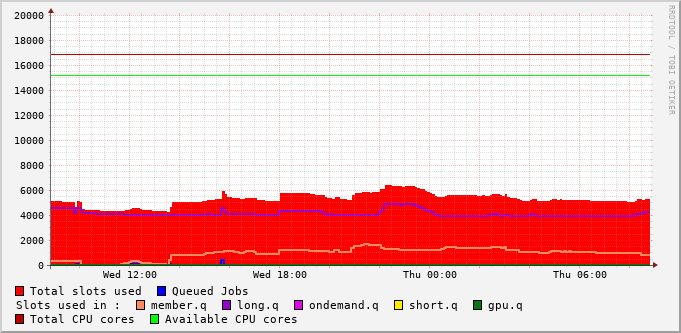 20000
18000
16000
14000
12000
10000
8000
6000
4000
2000
0
Wed 12:00 Wed 18:00 Thu 00:00 Thu 06:00
Total slots used Queued Jobs
Slots used in : member.q long.q ondemand.q short.q gpu.q
Total CPU cores Available CPU cores
RRDTOOL / TOBI OETIKER